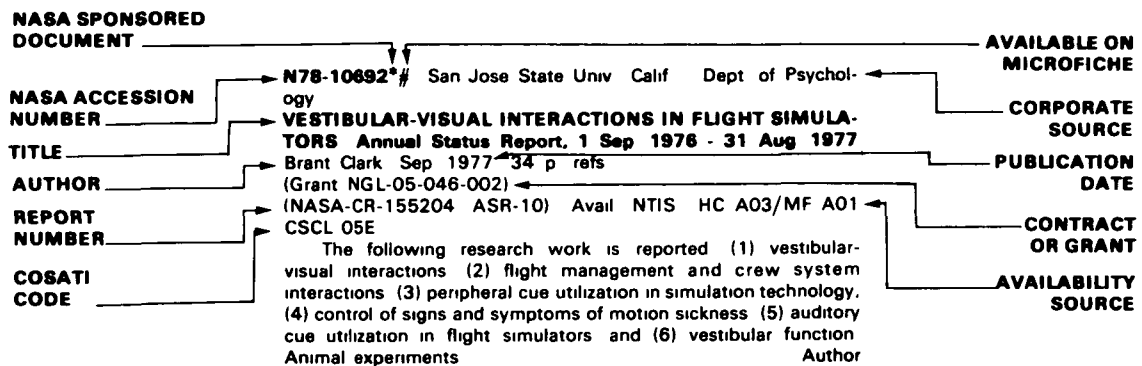 NASA SPONSORED
DOCUMENT
AVAILABLE ON
MICROFICHE
N78-10692*# San Jose State Univ Calif Dept of Psychol-
ogy
NASA ACCESSION
NUMBER
CORPORATE
SOURCE
VESTIBULAR-VISUAL INTERACTIONS IN FLIGHT SIMULA-
TORS Annual Status Report, 1 Sep 1976 - 31 Aug 1977
TITLE
Brant Clark Sep 1977 34 p refs
PUBLICATION
DATE
AUTHOR
(Grant NGL-05-046-002)
REPORT
NUMBER
(NASA-CR-155204 ASR-10) Avail NTIS HC A03/MF A01
CSCL 05E
CONTRACT
OR GRANT
The following research work is reported (1) vestibular-
visual interactions (2) flight management and crew system
interactions (3) peripheral cue utilization in simulation technology,
(4) control of signs and symptoms of motion sickness (5) auditory
cue utilization in flight simulators and (6) vestibular function
Animal experiments Author
COSATI
CODE
AVAILABILITY
SOURCE